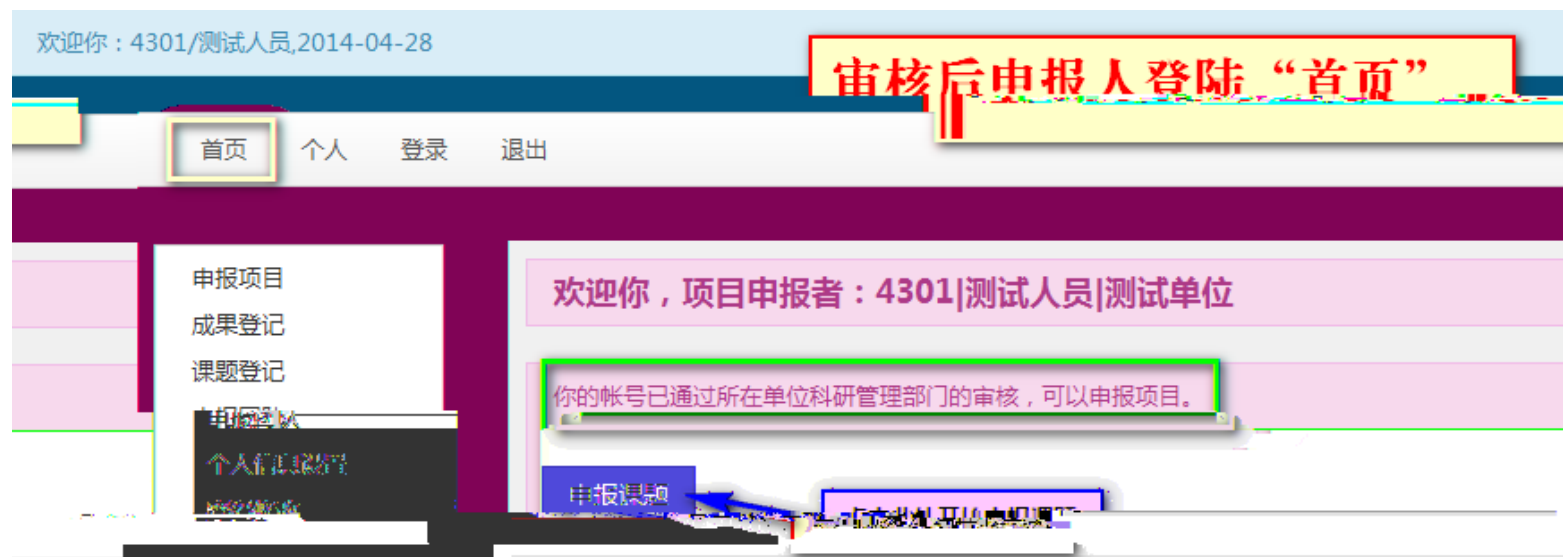 欢迎你：4301/测试人员,2014-04-28
审核后申报人登陆“首页”
首页 个人 登录 退出
申报项目
成果登记
课题登记
欢迎你，项目申报者：4301|测试人员|测试单位
你的帐号已通过所在单位科研管理部门的审核，可以申报项目。
申报课题